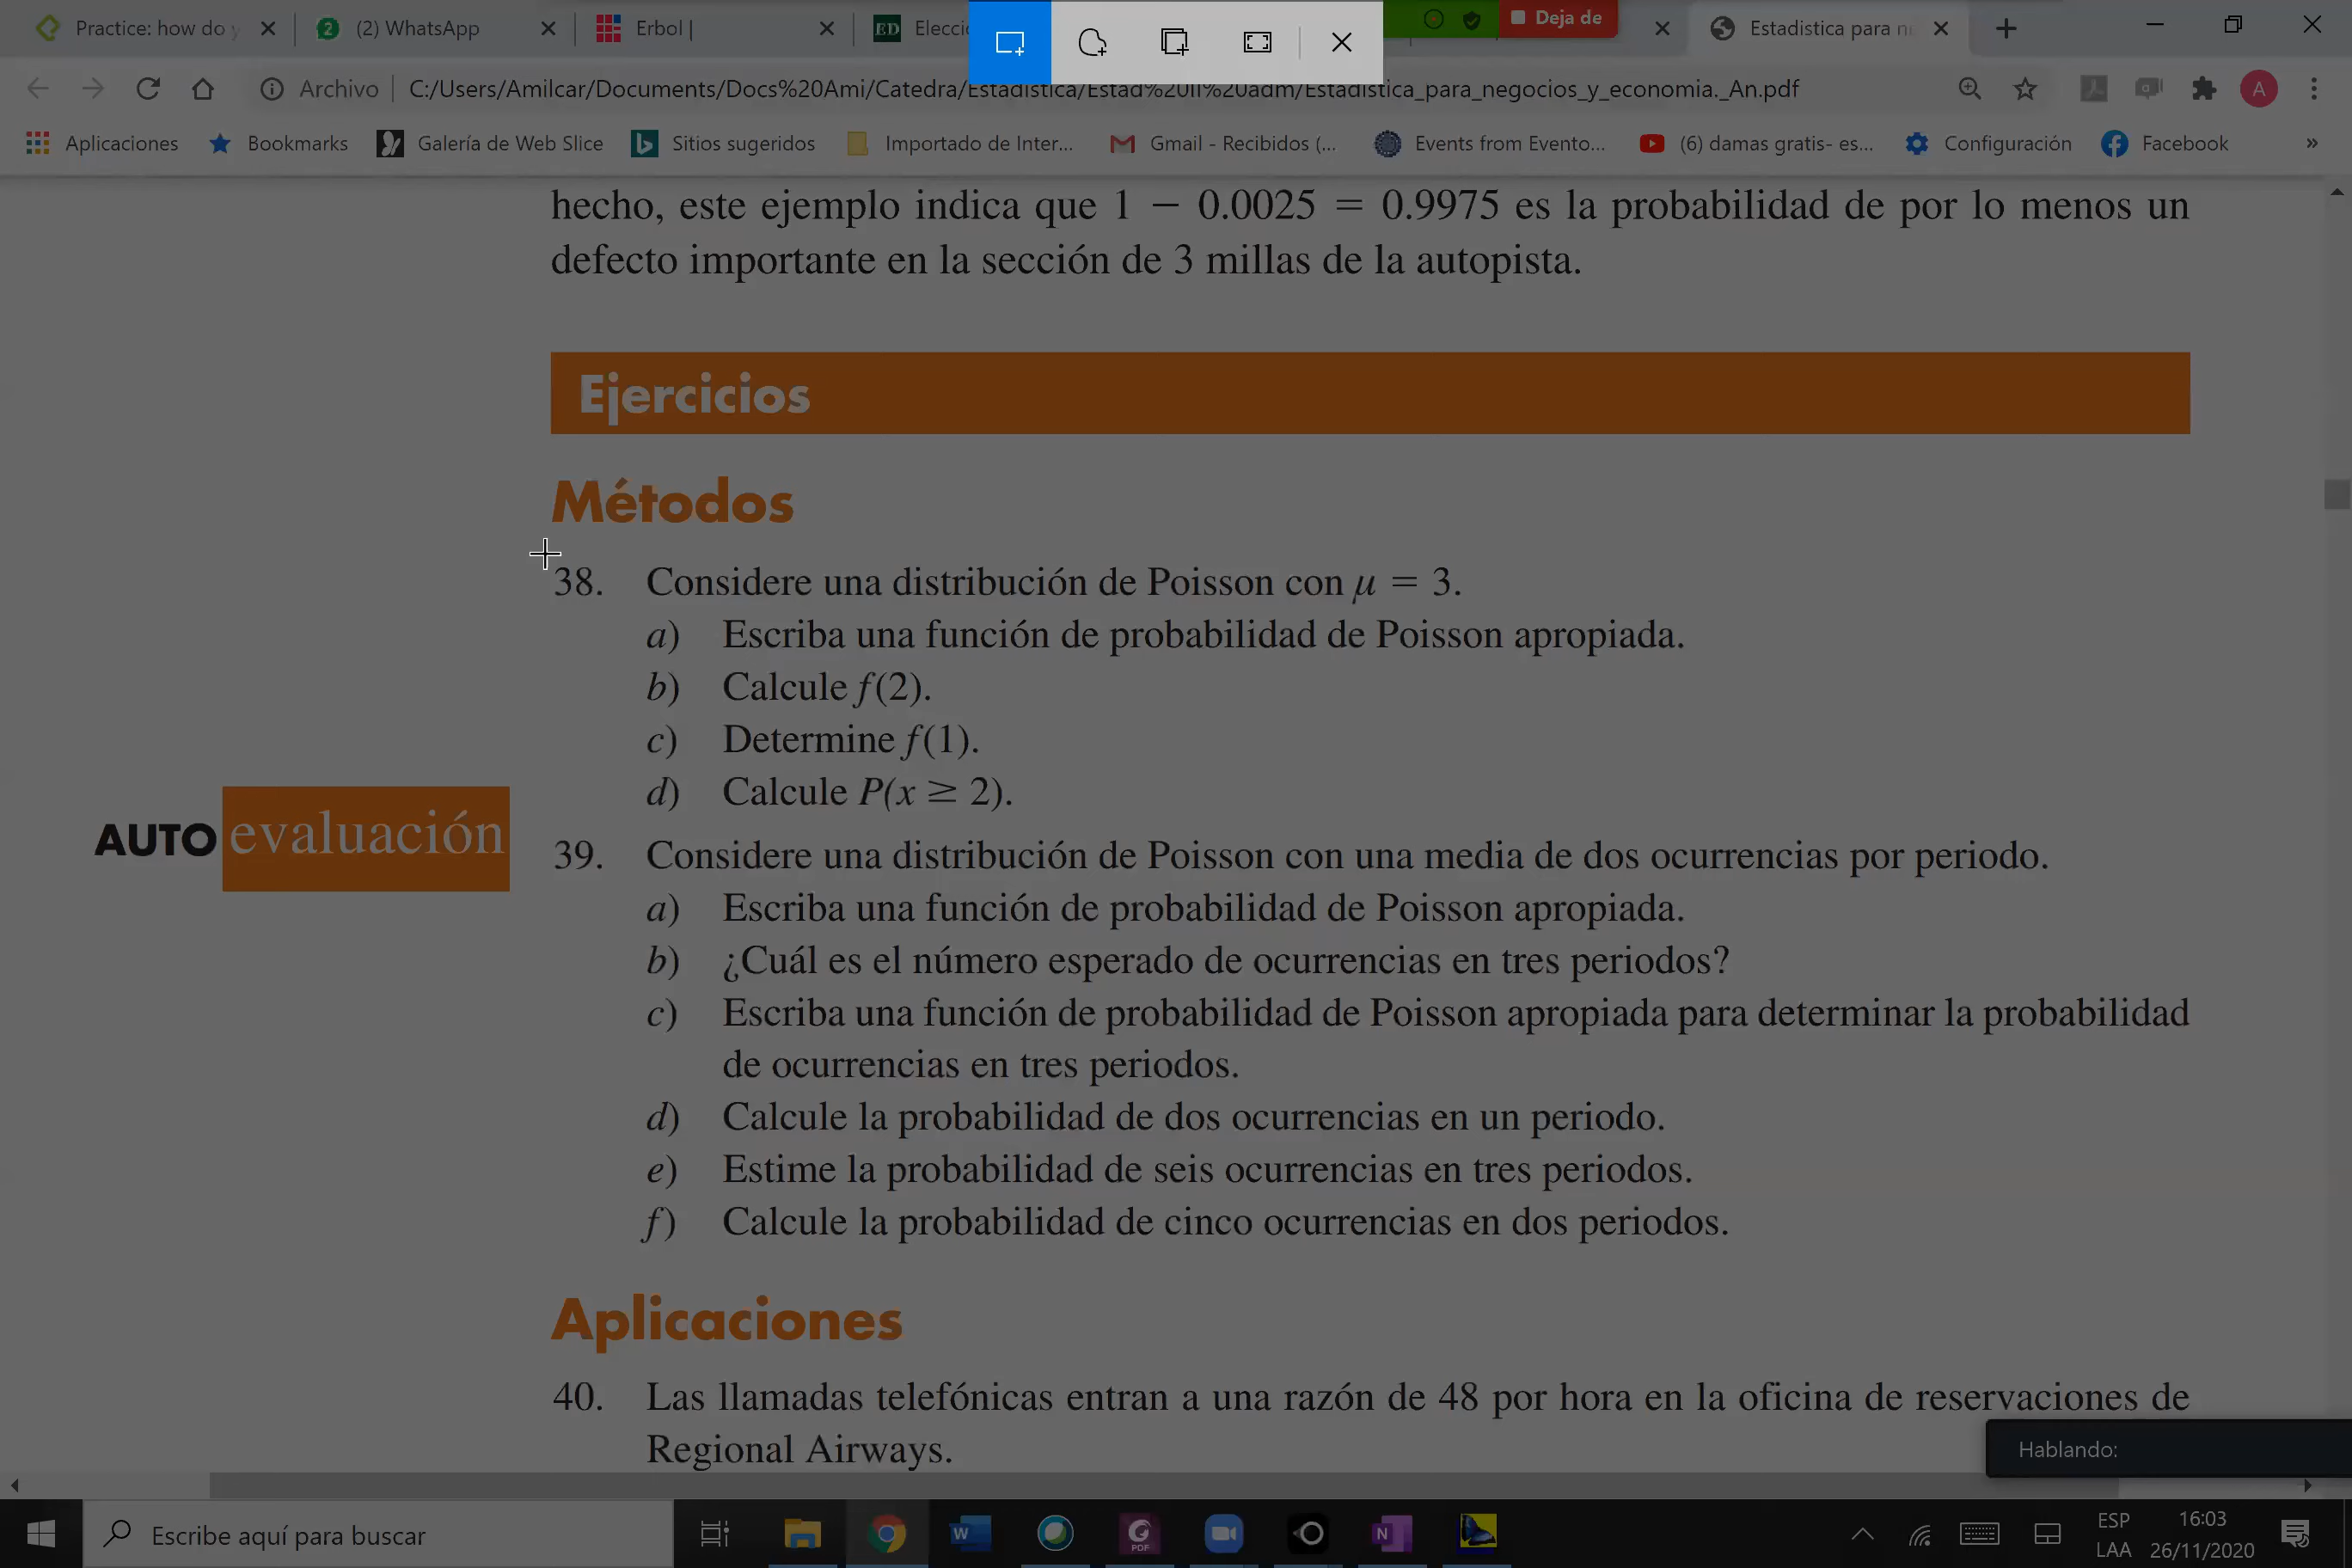 Practice: how do y
(2) WhatsApp
Erbol |
ED Elecci
Deja de
Estadistica para ne
Archivo
C:/Users/Amilcar/Documents/Docs%20Ami/Catedra/Estadistica/Estad%20II%20adm/Estadistica_para_negocios_y_economia._An.pdf
A
Aplicaciones
Bookmarks
Galería de Web Slice
Sitios sugeridos
Importado de Inter...
Gmail - Recibidos (...
Events from Evento...
(6) damas gratis- es...
Configuración
Facebook
»
hecho, este ejemplo indica que 1 − 0.0025 = 0.9975 es la probabilidad de por lo menos un
defecto importante en la sección de 3 millas de la autopista.
Ejercicios
Métodos
38. Considere una distribución de Poisson con μ = 3.
a) Escriba una función de probabilidad de Poisson apropiada.
b) Calcule f(2).
c) Determine f(1).
d) Calcule P(x ≥ 2).
AUTO evaluación
39. Considere una distribución de Poisson con una media de dos ocurrencias por periodo.
a) Escriba una función de probabilidad de Poisson apropiada.
b) ¿Cuál es el número esperado de ocurrencias en tres periodos?
c) Escriba una función de probabilidad de Poisson apropiada para determinar la probabilidad
de ocurrencias en tres periodos.
d) Calcule la probabilidad de dos ocurrencias en un periodo.
e) Estime la probabilidad de seis ocurrencias en tres periodos.
f) Calcule la probabilidad de cinco ocurrencias en dos periodos.
Aplicaciones
40. Las llamadas telefónicas entran a una razón de 48 por hora en la oficina de reservaciones de
Regional Airways.
Hablando:
Escribe aquí para buscar
ESP
LAA
16:03
26/11/2020